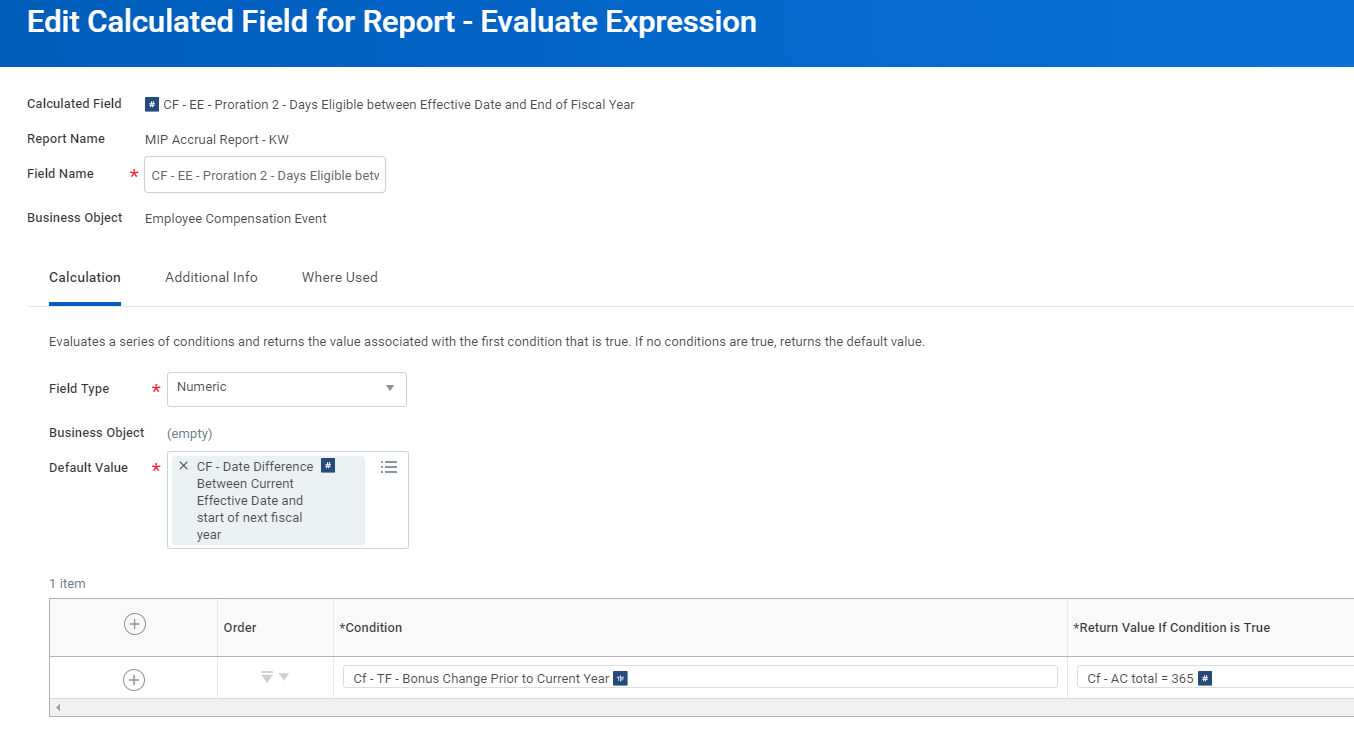 Edit Calculated Field for Report - Evaluate Expression
Calculated Field # CF - EE - Proration 2 - Days Eligible between Effective Date and End of Fiscal Year
Report Name MIP Accrual Report - KW
Field Name * CF - EE - Proration 2 - Days Eligible betv
Business Object Employee Compensation Event
Calculation Additional Info Where Used
Evaluates a series of conditions and returns the value associated with the first condition that is true. If no conditions are true, returns the default value.
Field Type * Numeric
Business Object (empty)
Default Value * × CF - Date Difference #
Between Current
Effective Date and
start of next fiscal
year
1 item
Order *Condition *Return Value If Condition is True
Cf - TF - Bonus Change Prior to Current Year Cf - AC total = 365 #